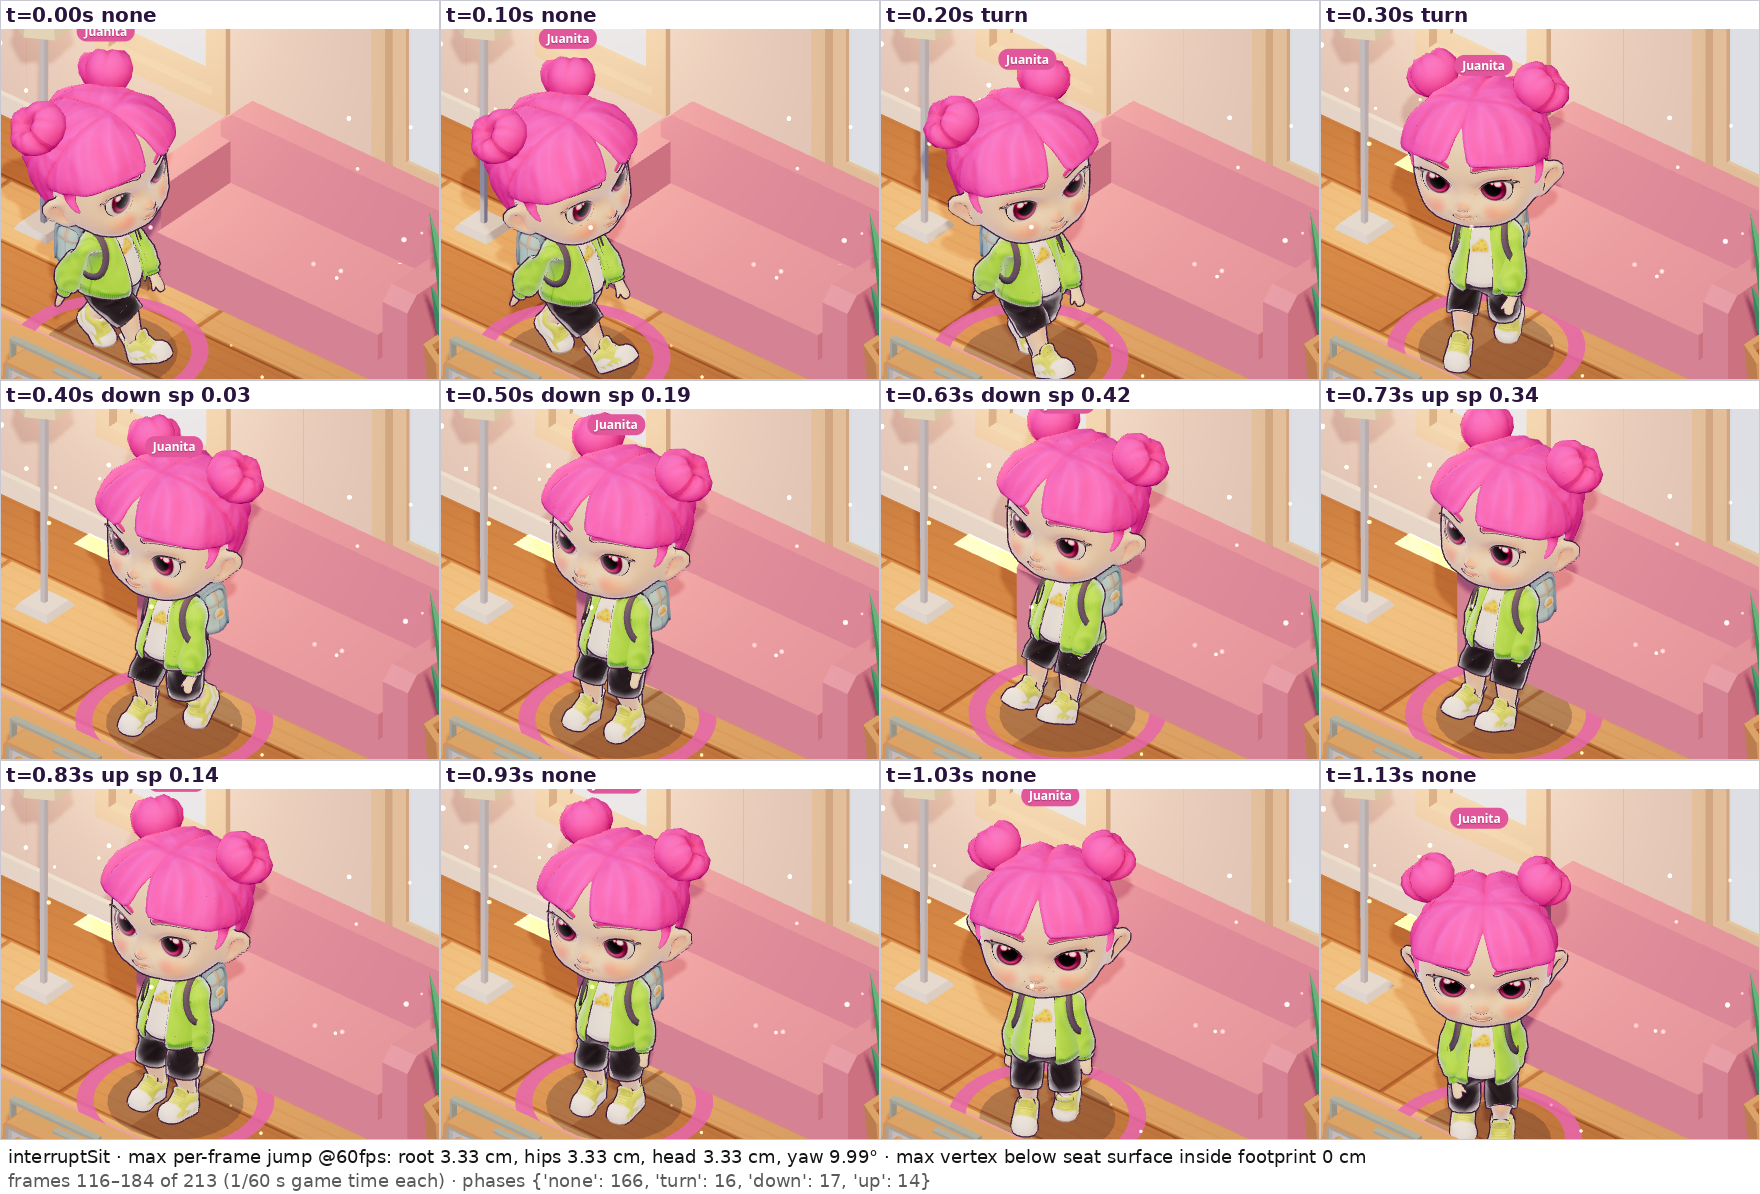 t=0.00s none
t=0.10s none
t=0.20s turn
t=0.30s turn
Juanita
Juanita
Juanita
Juanita
t=0.40s down sp 0.03
t=0.50s down sp 0.19
t=0.63s down sp 0.42
t=0.73s up sp 0.34
Juanita
Juanita
t=0.83s up sp 0.14
t=0.93s none
t=1.03s none
t=1.13s none
Juanita
Juanita
interruptSit · max per-frame jump @60fps: root 3.33 cm, hips 3.33 cm, head 3.33 cm, yaw 9.99° · max vertex below seat surface inside footprint 0 cm
frames 116–184 of 213 (1/60 s game time each) · phases {'none': 166, 'turn': 16, 'down': 17, 'up': 14}